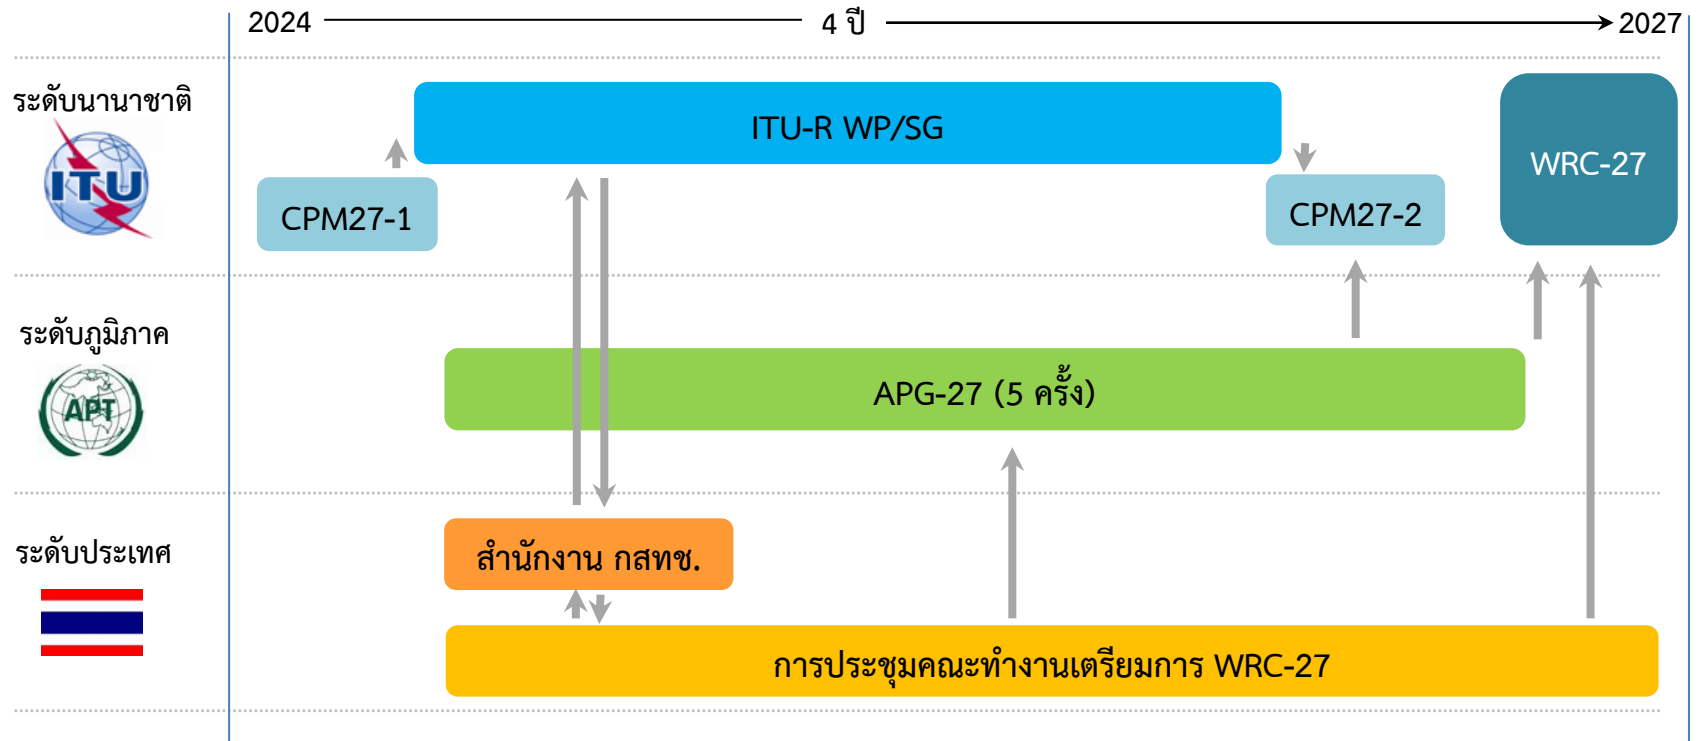 2024 4 ปี 2027
ระดับนานาชาติ
ITU
ITU-R WP/SG
WRC-27
CPM27-1
CPM27-2
ระดับภูมิภาค
APT
APG-27 (5 ครั้ง)
ระดับประเทศ
สำนักงาน กสทช.
การประชุมคณะทำงานเตรียมการ WRC-27